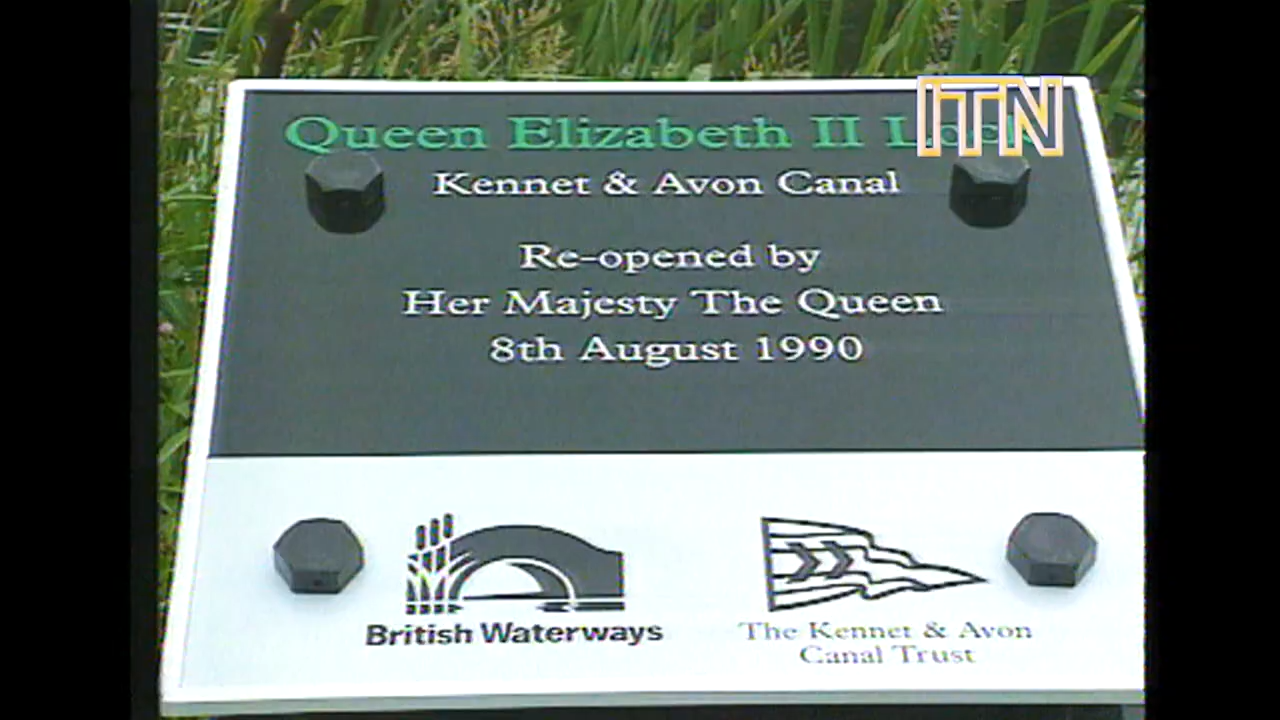 ITN
Queen Elizabeth II Lock
Kennet & Avon Canal
Re-opened by
Her Majesty The Queen
8th August 1990
British Waterways
The Kennet & Avon
Canal Trust